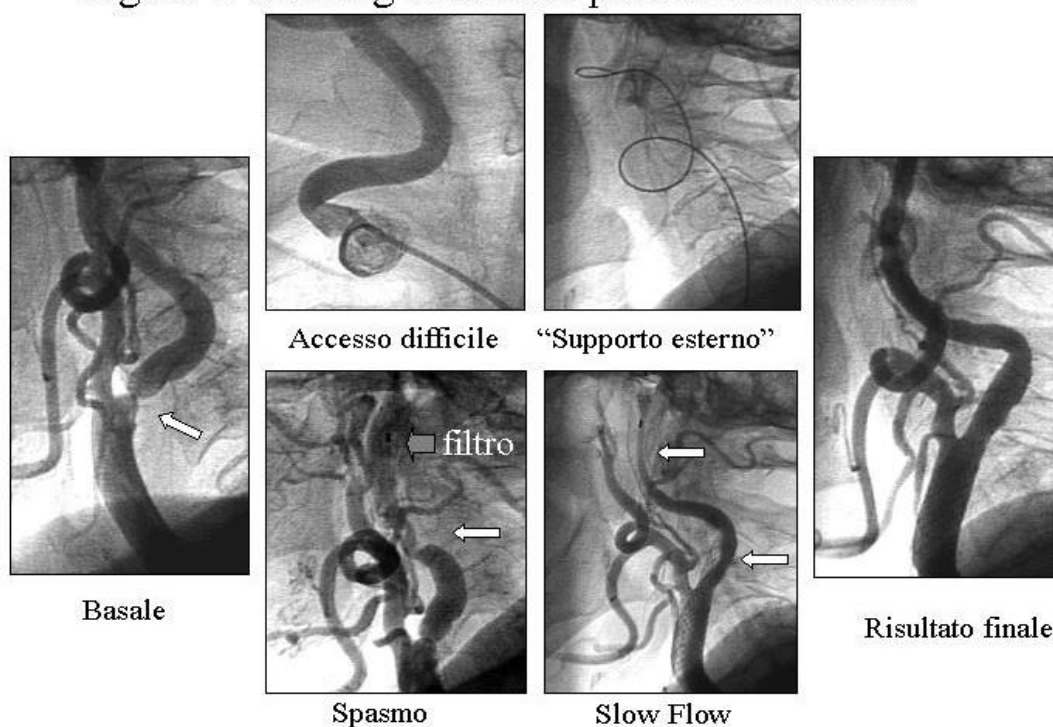 Accesso difficile
“Supporto esterno”
filtro
Basale
Spasmo
Slow Flow
Risultato finale